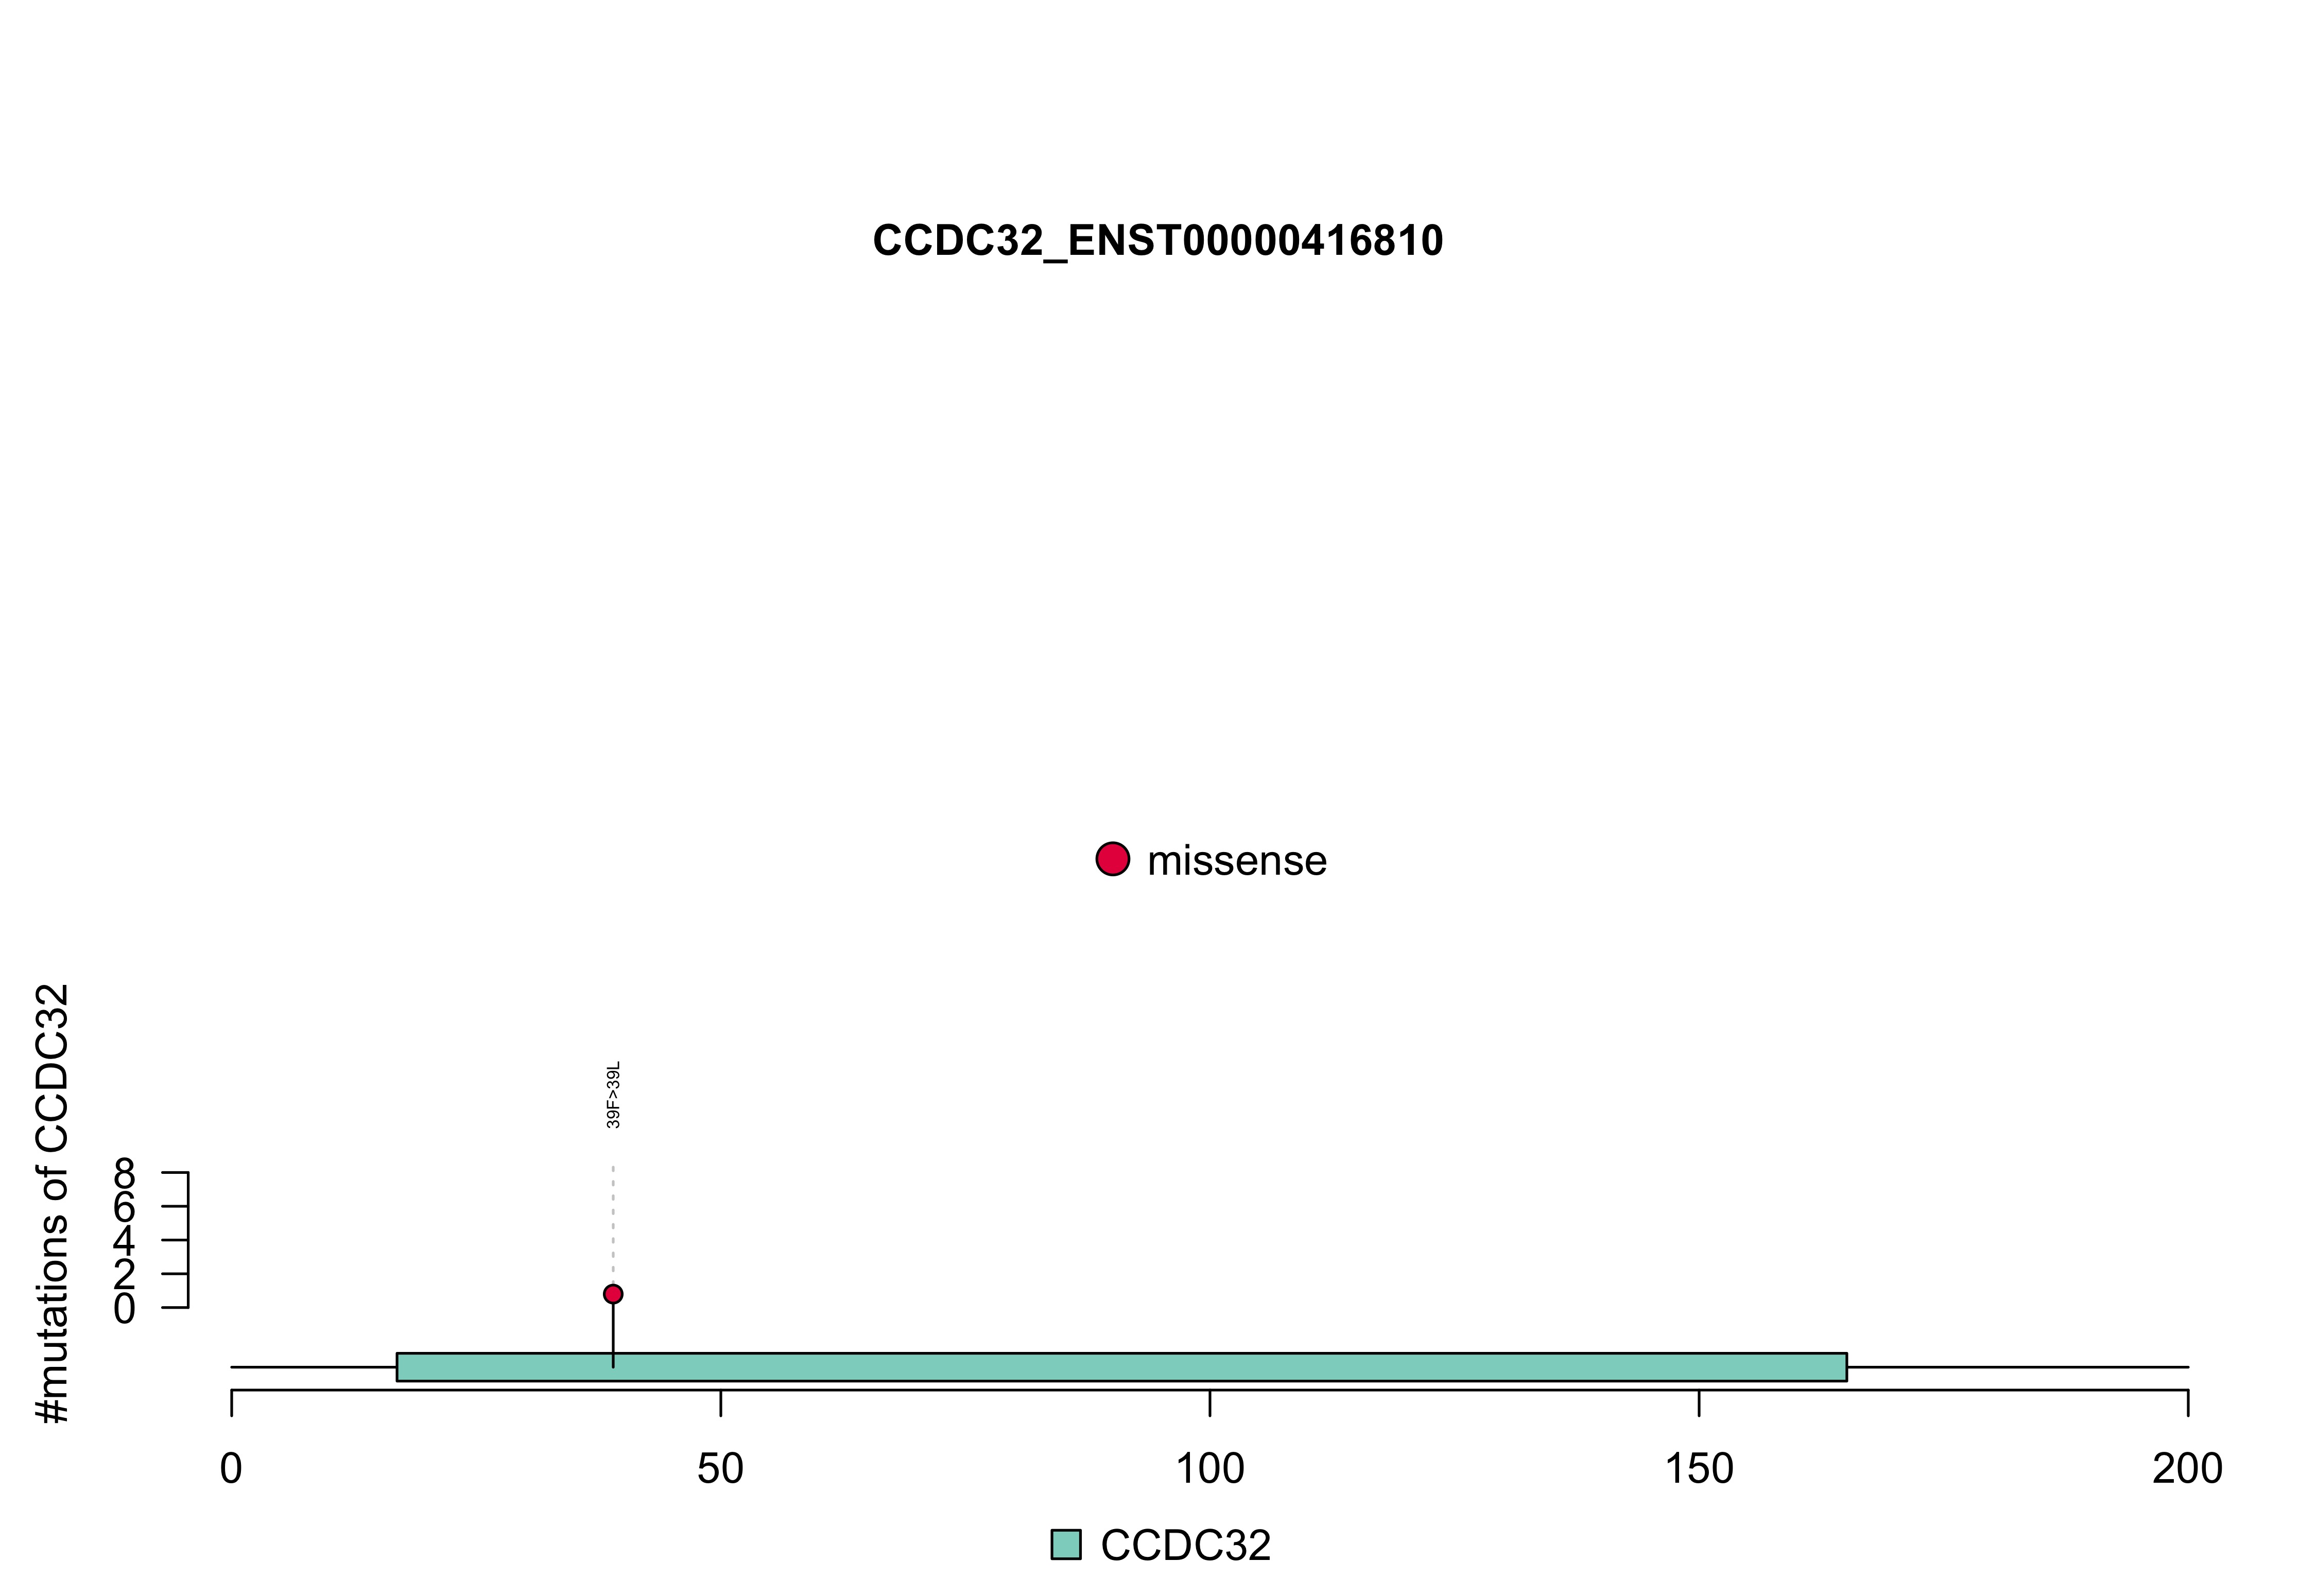 CCDC32_ENST00000416810
missense
#mutations of CCDC32
39F>39L
8
6
4
2
0
0 50 100 150 200
CCDC32